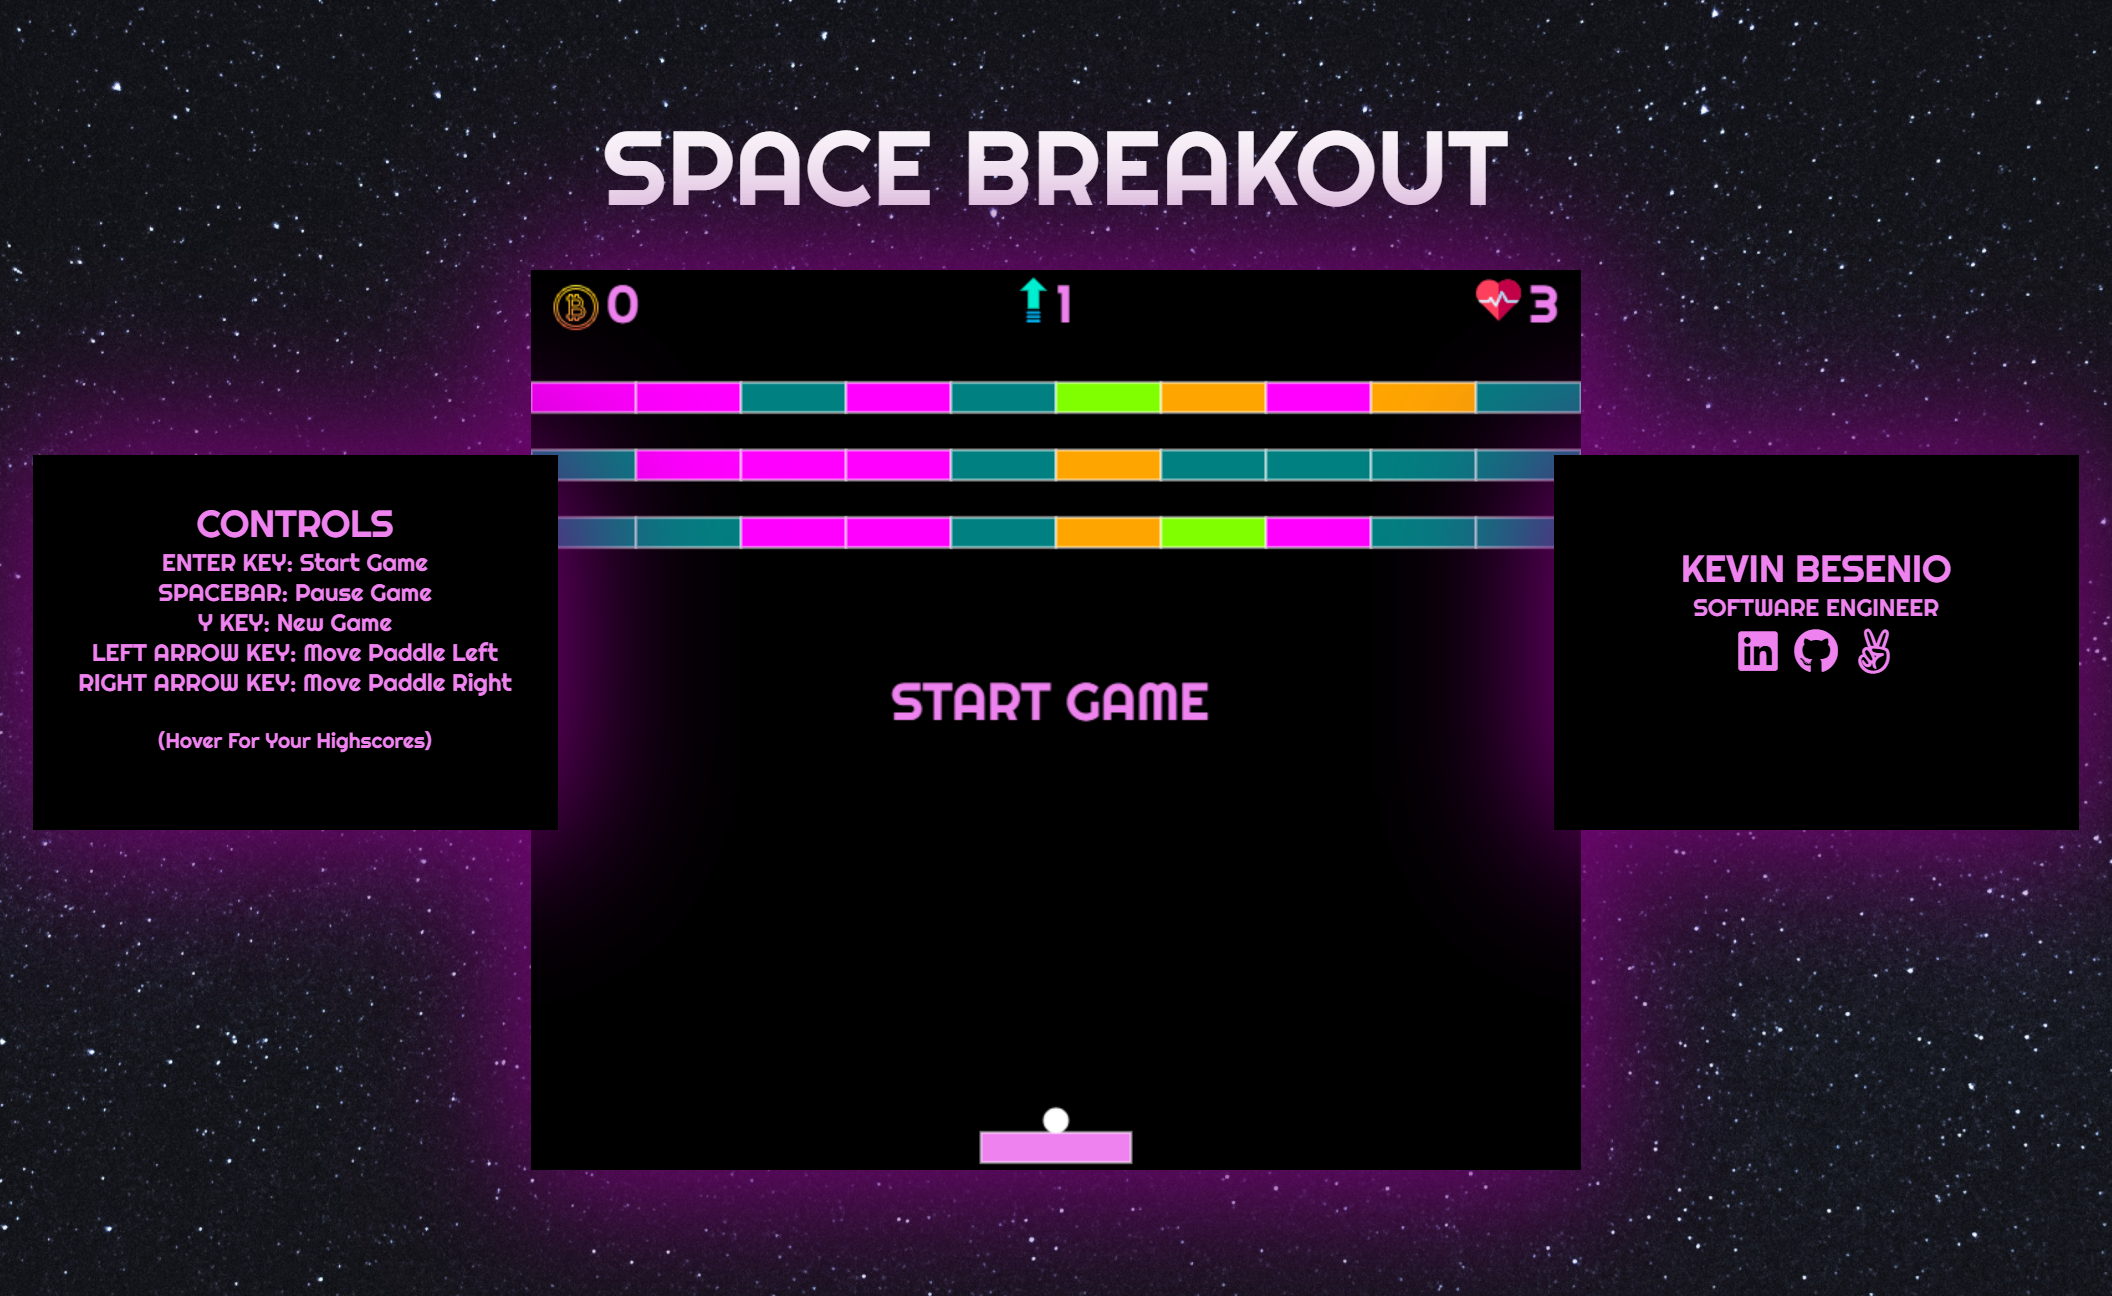 SPACE BREAKOUT
0
1
3
CONTROLS
ENTER KEY: Start Game
SPACEBAR: Pause Game
Y KEY: New Game
LEFT ARROW KEY: Move Paddle Left
RIGHT ARROW KEY: Move Paddle Right
(Hover For Your Highscores)
START GAME
KEVIN BESENIO
SOFTWARE ENGINEER
in